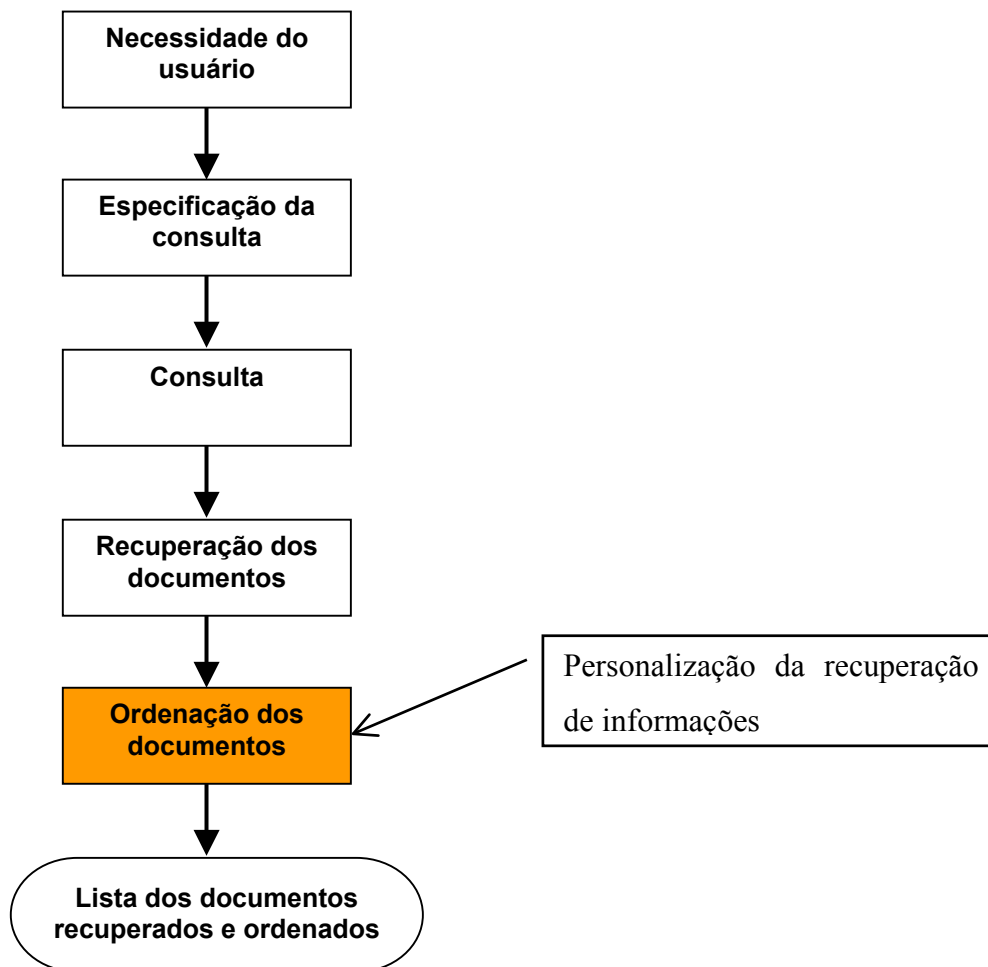 Necessidade do
usuário
Especificação da
consulta
Consulta
Recuperação dos
documentos
Personalização da recuperação
de informações
Ordenação dos
documentos
Lista dos documentos
recuperados e ordenados